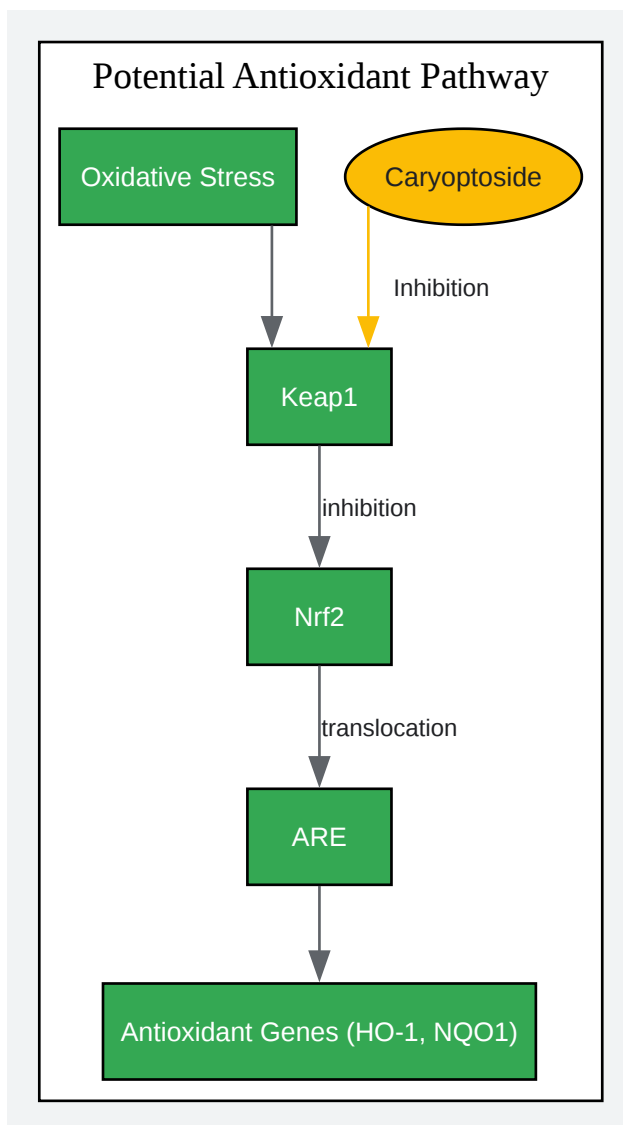 Potential Antioxidant Pathway
Oxidative Stress
Caryoptoside
Inhibition
Keap1
inhibition
Nrf2
translocation
ARE
Antioxidant Genes (HO-1, NQO1)